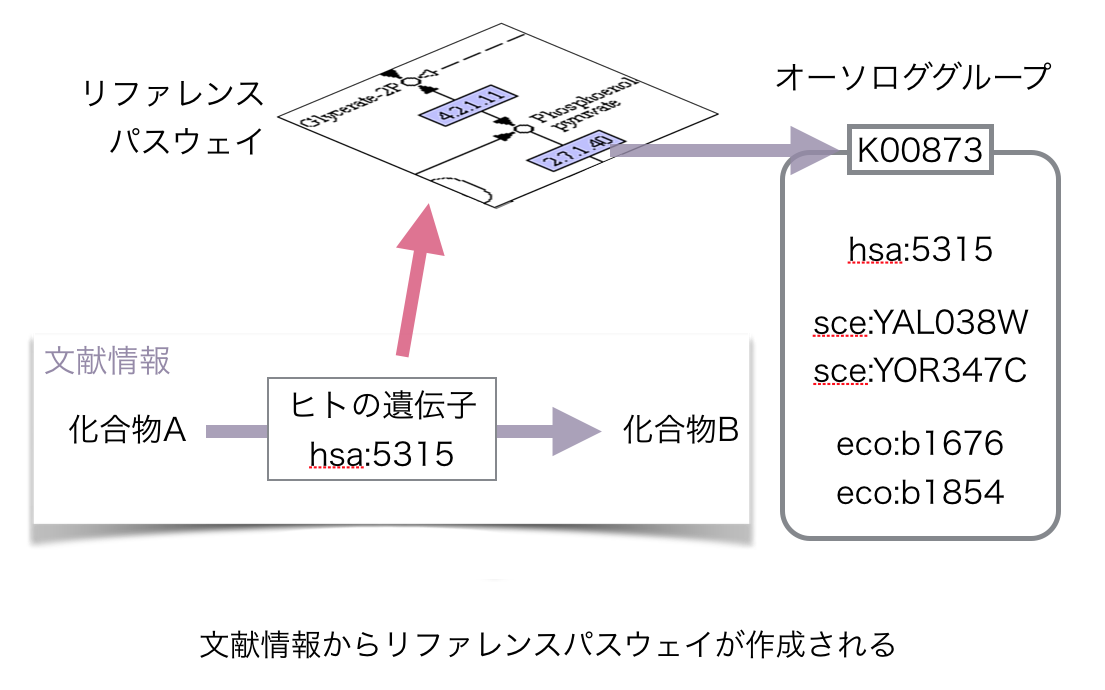 リファレンス
パスウェイ
Glycerate-2P
4.2.1.11
Phosphoenol
pyruvate
2.7.1.40
オーソロググループ
K00873
hsa:5315
sce:YAL038W
sce:YOR347C
eco:b1676
eco:b1854
文献情報
化合物A
ヒトの遺伝子
hsa:5315
化合物B
文献情報からリファレンスパスウェイが作成される